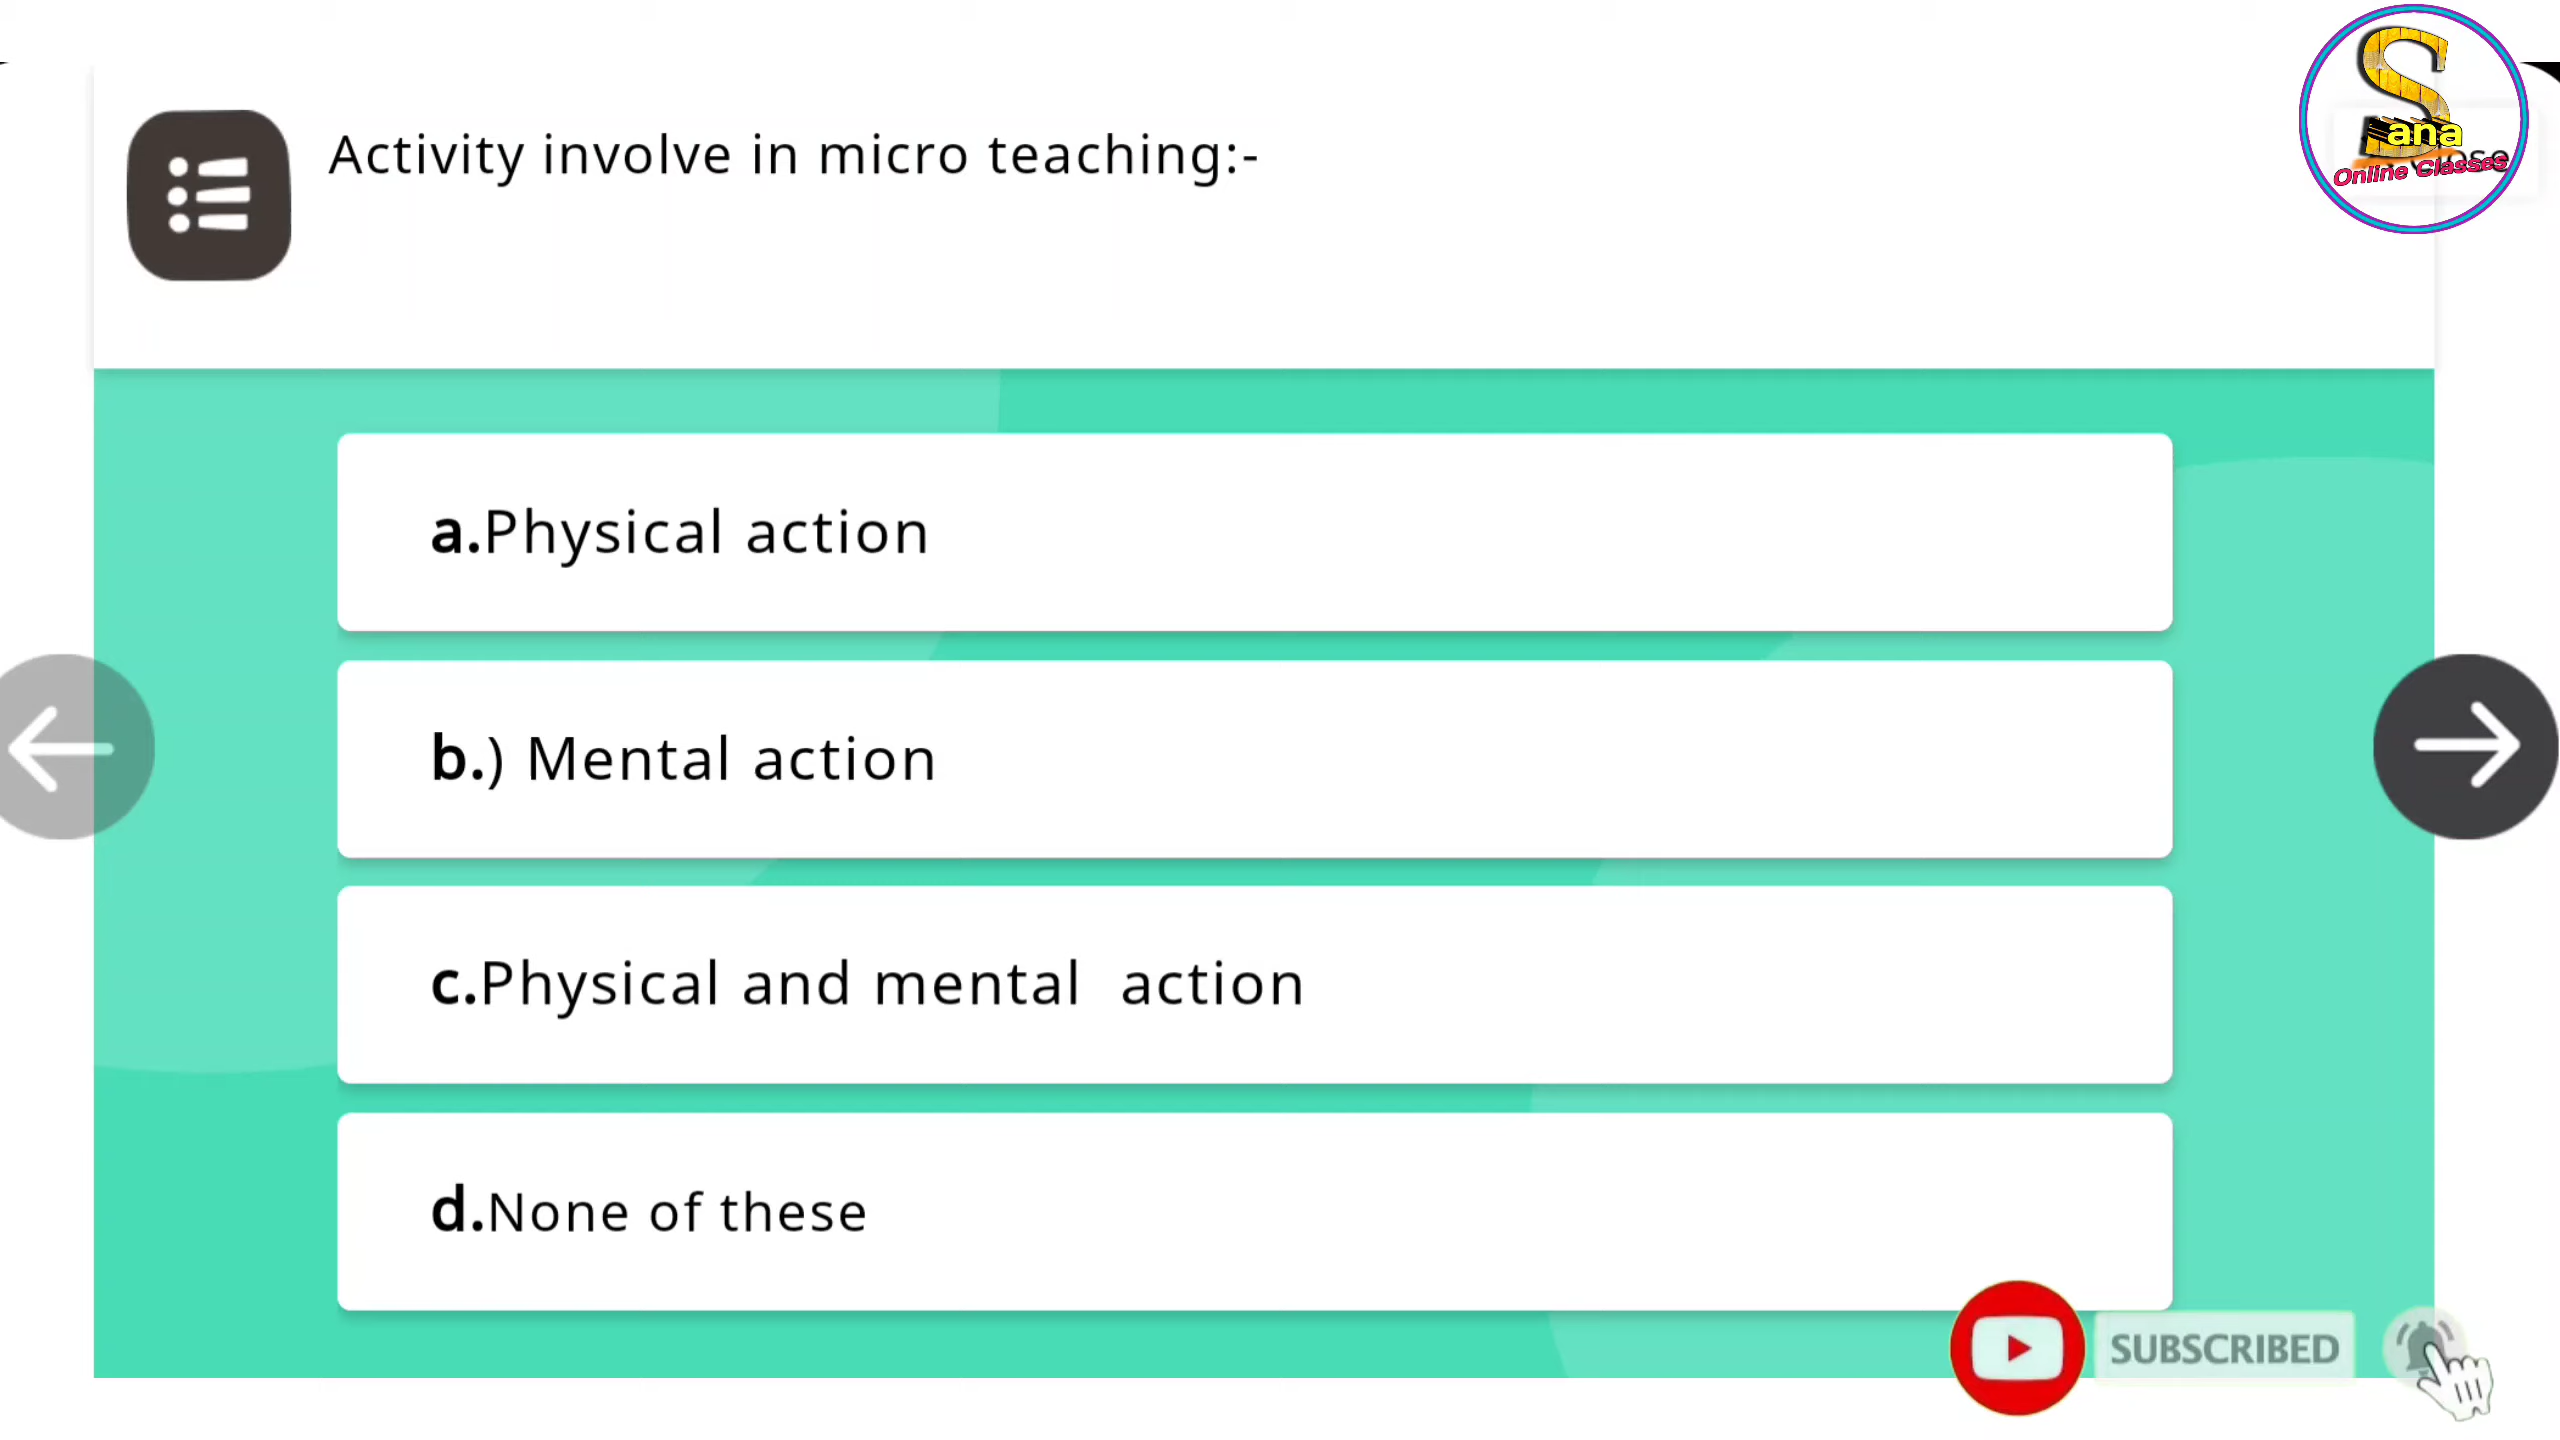 Activity involve in micro teaching:-
Sana
Online Classes
a.Physical action
b.) Mental action
c.Physical and mental  action
d.None of these
SUBSCRIBED